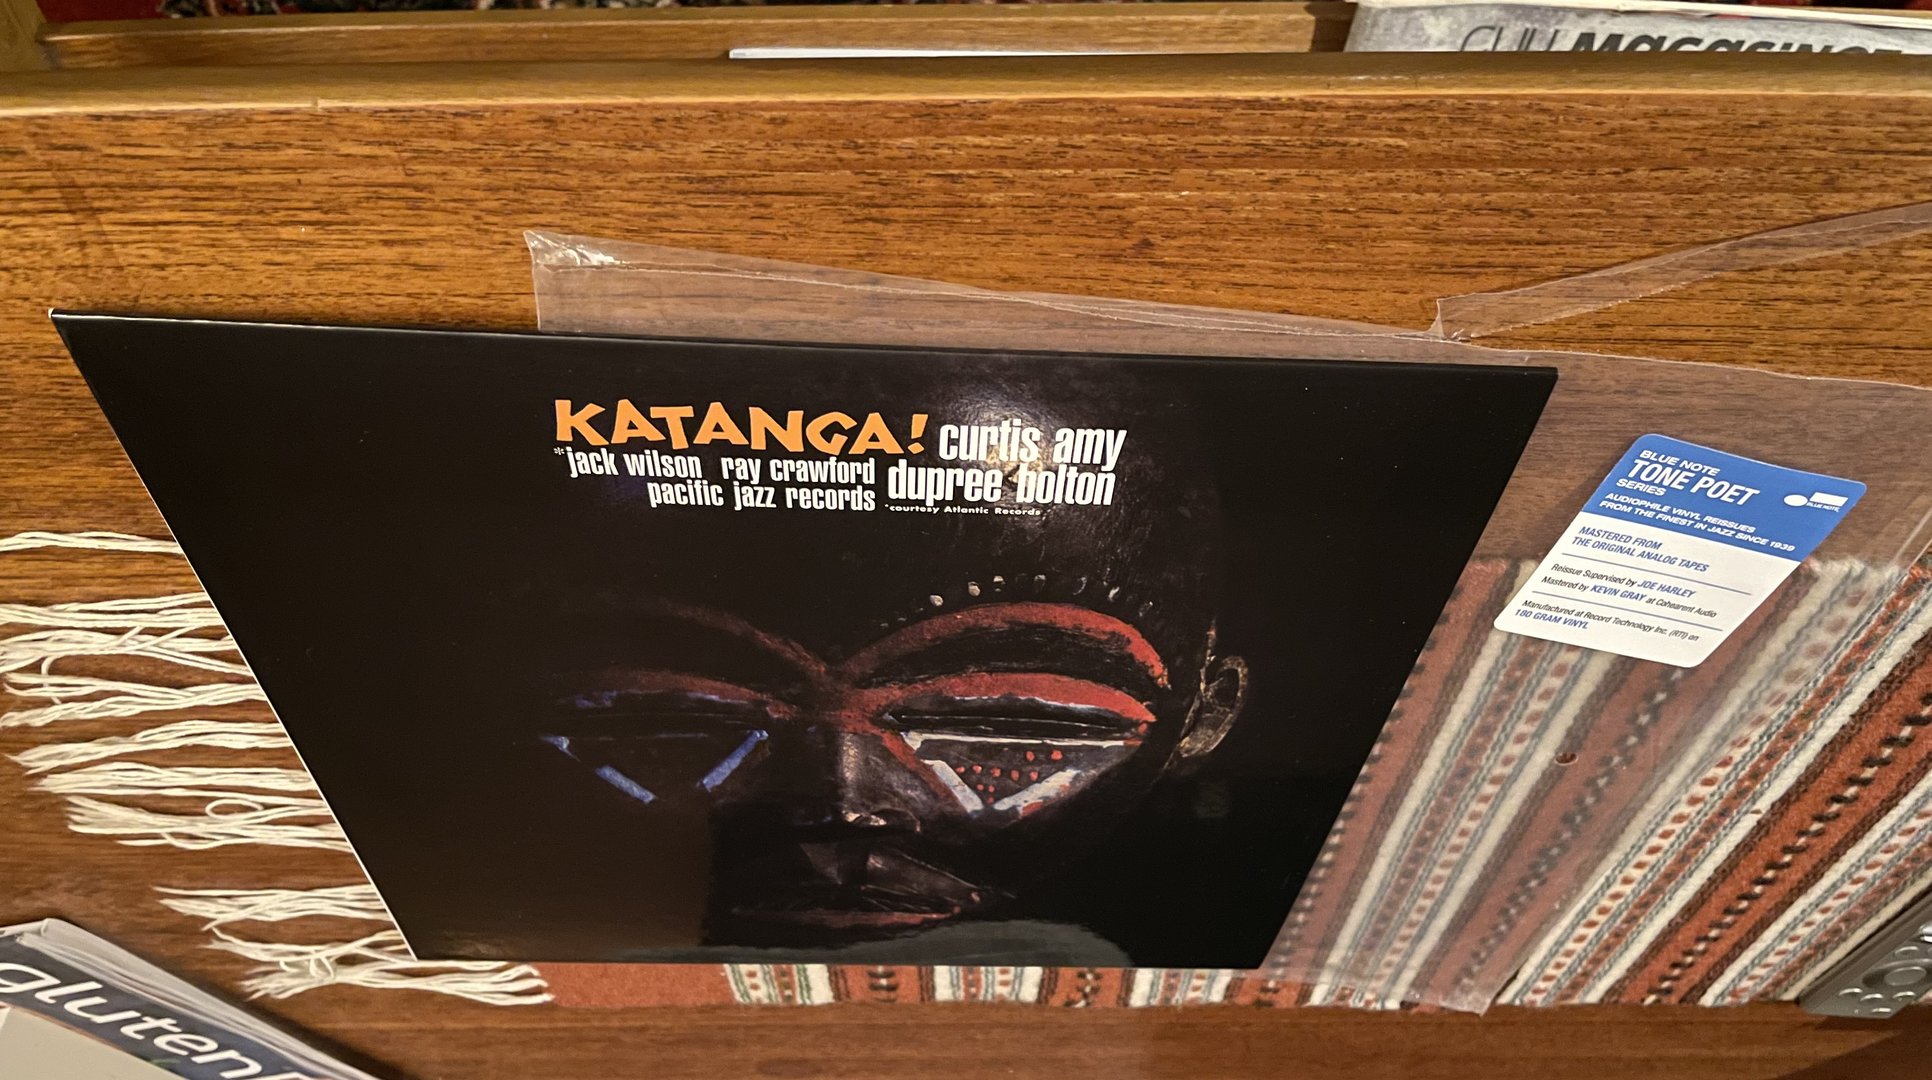 MAGASINET
KATANGA! curtis amy
*jack wilson ray crawford dupree bolton
pacific jazz records *courtesy Atlantic Records
BLUE NOTE
TONE POET
SERIES
BLUE NOTE
AUDIOPHILE VINYL REISSUES
FROM THE FINEST IN JAZZ SINCE 1939
MASTERED FROM
THE ORIGINAL ANALOG TAPES
Reissue Supervised by JOE HARLEY
Mastered by KEVIN GRAY at Cohearent Audio
Manufactured at Record Technology Inc. (RTI) on
180 GRAM VINYL
gluten